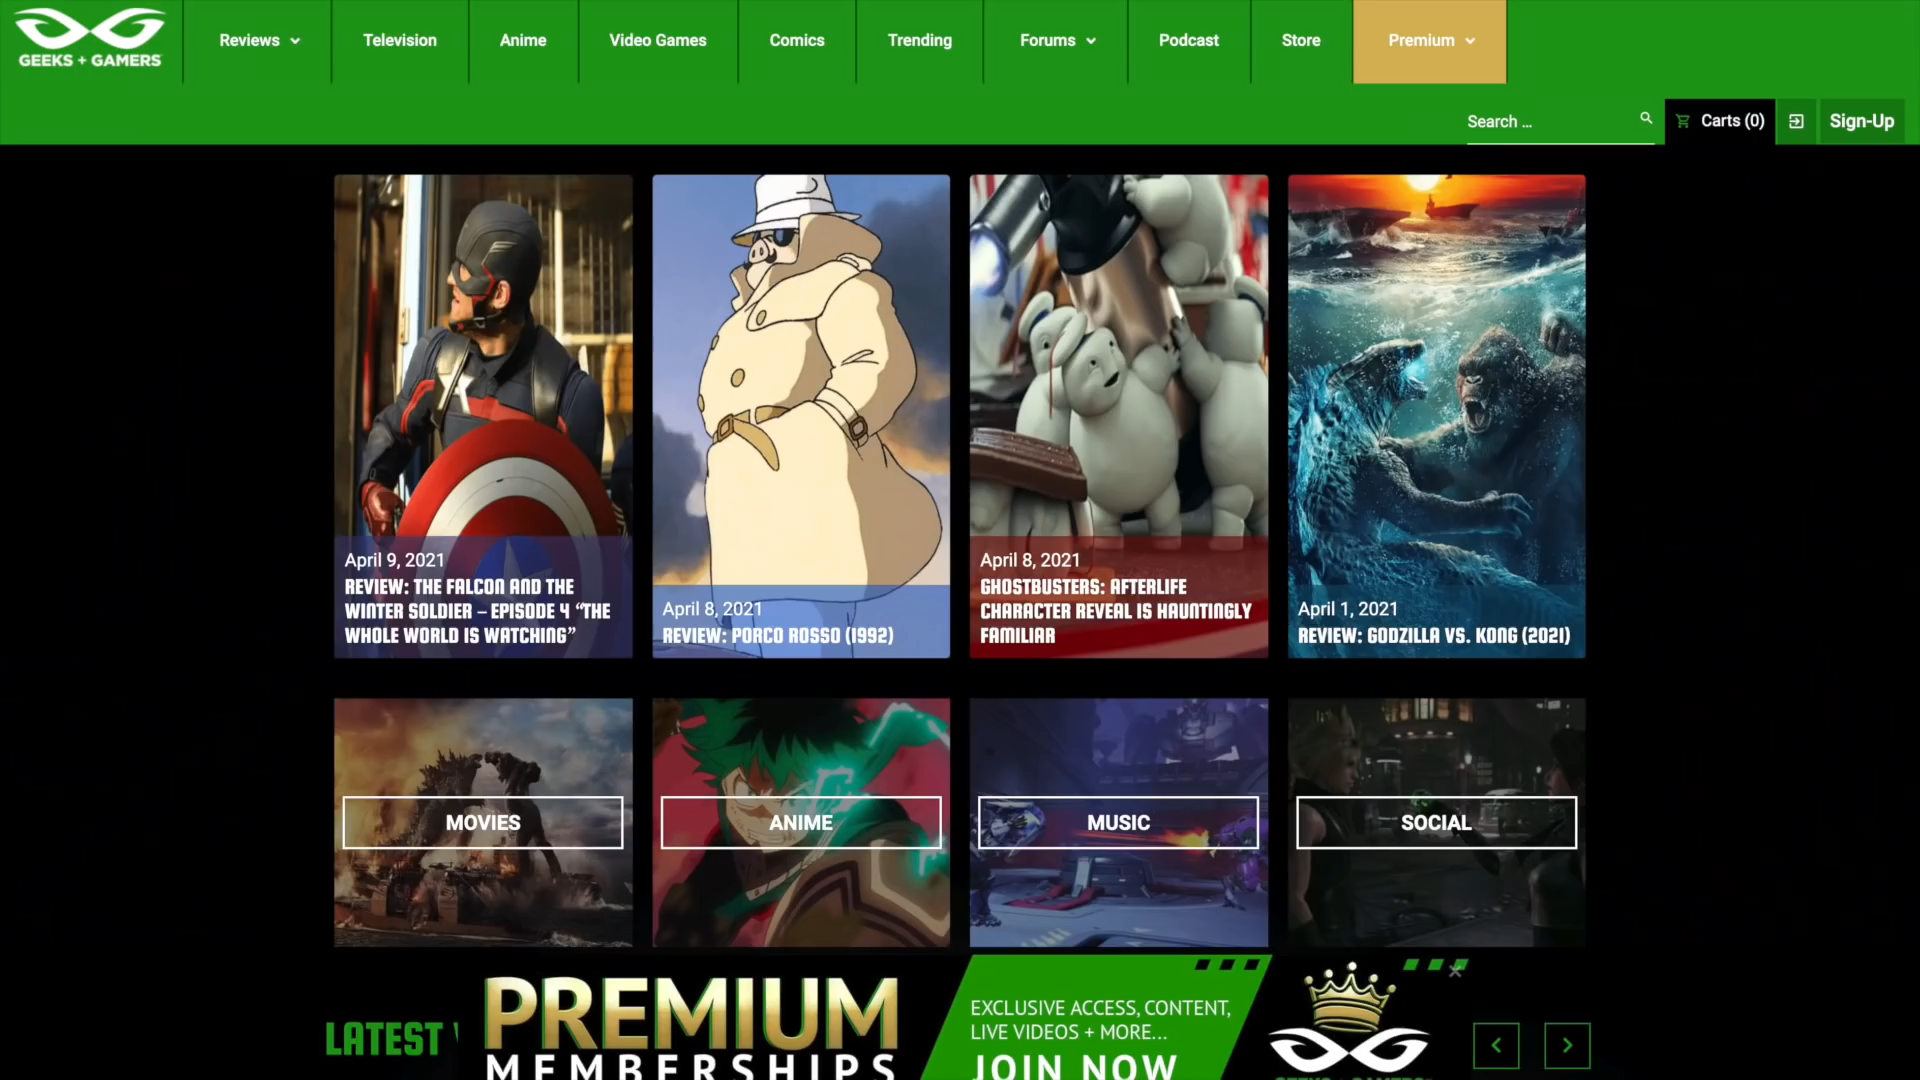 GEEKS + GAMERS
Reviews
Television
Anime
Video Games
Comics
Trending
Forums
Podcast
Store
Premium
Search ...
Carts (0)
Sign-Up
April 9, 2021
REVIEW: THE FALCON AND THE
WINTER SOLDIER – EPISODE 4 “THE
WHOLE WORLD IS WATCHING”
April 8, 2021
REVIEW: PORCO ROSSO (1992)
April 8, 2021
GHOSTBUSTERS: AFTERLIFE
CHARACTER REVEAL IS HAUNTINGLY
FAMILIAR
April 1, 2021
REVIEW: GODZILLA VS. KONG (2021)
MOVIES
ANIME
MUSIC
SOCIAL
LATEST
PREMIUM
MEMBERSHIPS
EXCLUSIVE ACCESS, CONTENT,
LIVE VIDEOS + MORE...
JOIN NOW